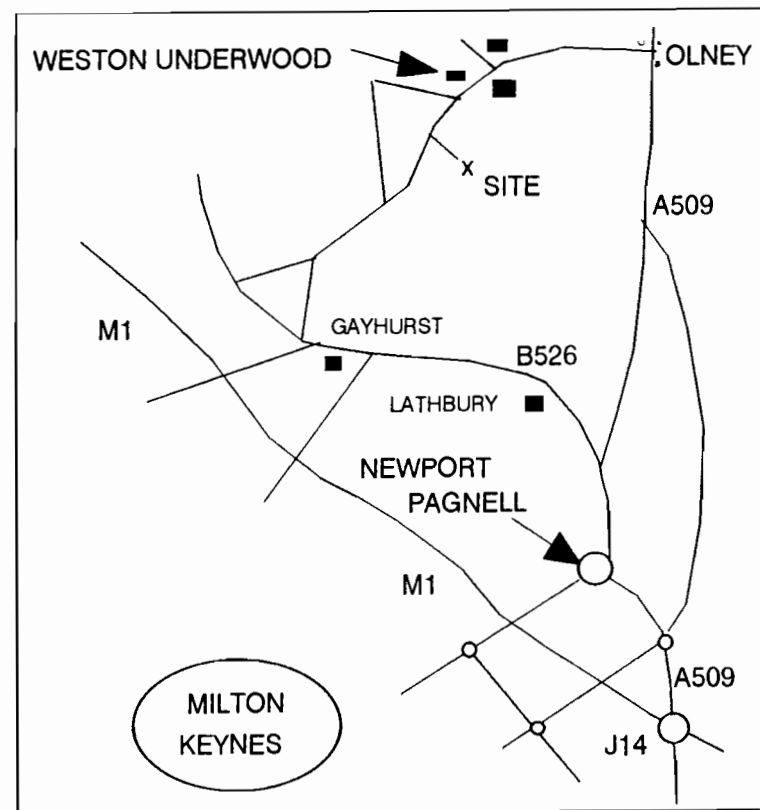 WESTON UNDERWOOD
OLNEY
X
SITE
A509
M1
GAYHURST
B526
LATHBURY
NEWPORT
PAGNELL
M1
A509
MILTON
KEYNES
J14